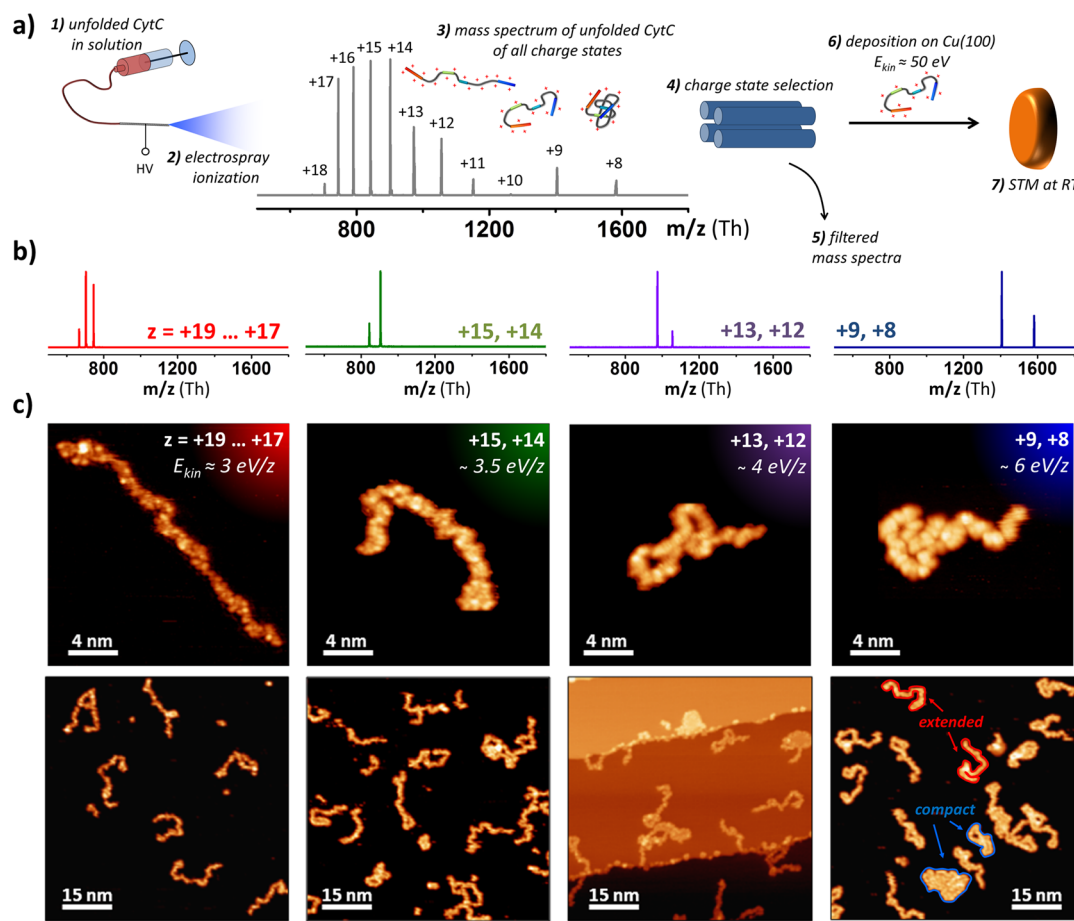 a)
1) unfolded CytC
in solution
HV
2) electrospray
ionization
3) mass spectrum of unfolded CytC
of all charge states
+18
+17
+16
+15
+14
+13
+12
+11
+10
+9
+8
800
1200
1600
m/z (Th)
4) charge state selection
5) filtered
mass spectra
6) deposition on Cu(100)
E_kin ≈ 50 eV
7) STM at RT
b)
z = +19 ... +17
800 1200 1600
m/z (Th)
+15, +14
800 1200 1600
m/z (Th)
+13, +12
800 1200 1600
m/z (Th)
+9, +8
800 1200 1600
m/z (Th)
c)
z = +19 ... +17
E_kin ≈ 3 eV/z
4 nm
+15, +14
~ 3.5 eV/z
4 nm
+13, +12
~ 4 eV/z
4 nm
+9, +8
~ 6 eV/z
4 nm
15 nm
15 nm
15 nm
extended
compact
15 nm